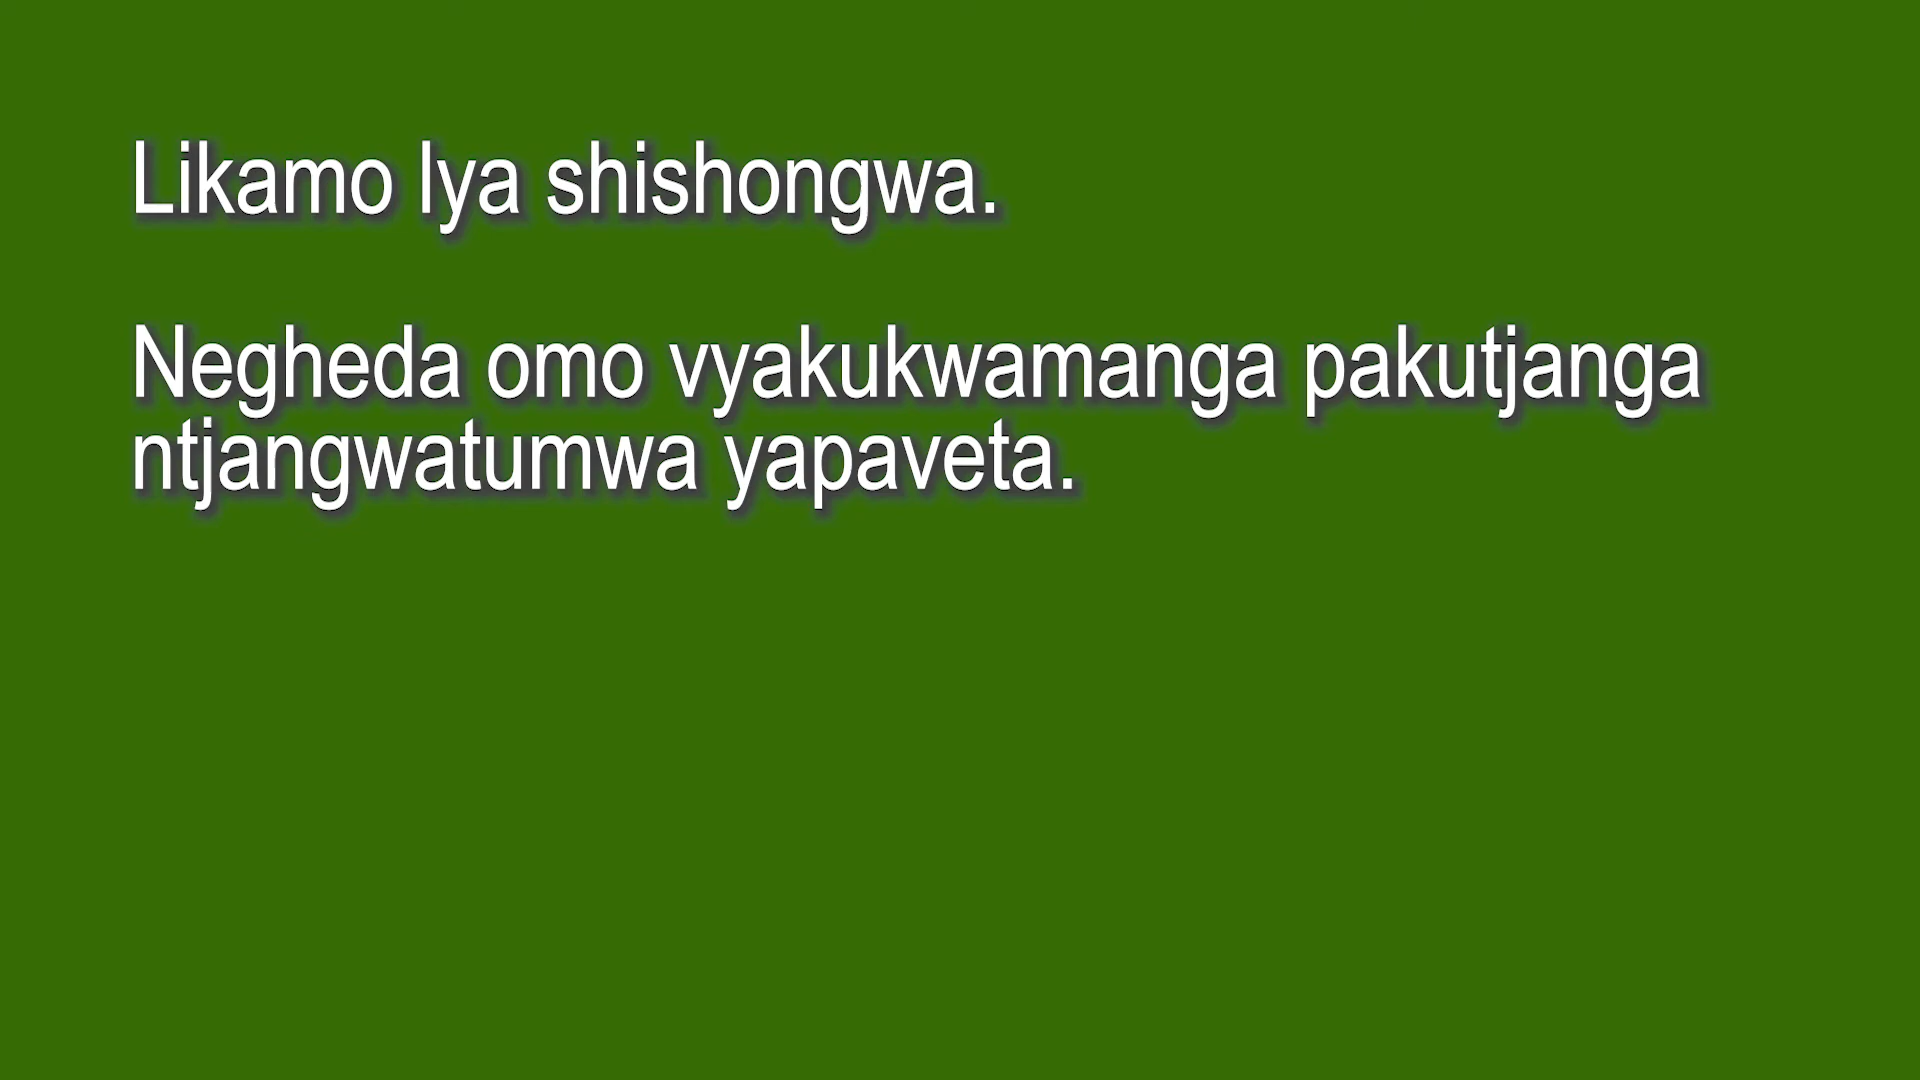 Likamo lya shishongwa.
Negheda omo vyakukwamanga pakutjanga
ntjangwatumwa yapaveta.